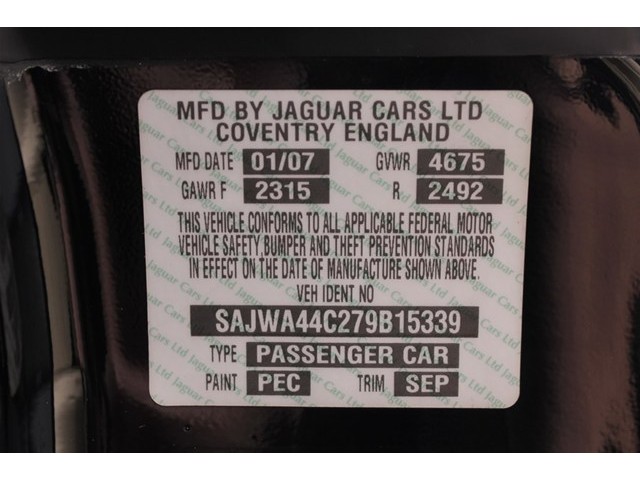 MFD BY JAGUAR CARS LTD
COVENTRY ENGLAND
MFD DATE 01/07 GVWR 4675
GAWR F 2315 R 2492
THIS VEHICLE CONFORMS TO ALL APPLICABLE FEDERAL MOTOR
VEHICLE SAFETY, BUMPER AND THEFT PREVENTION STANDARDS
IN EFFECT ON THE DATE OF MANUFACTURE SHOWN ABOVE.
VEH IDENT NO
SAJWA44C279B15339
TYPE PASSENGER CAR
PAINT PEC TRIM SEP